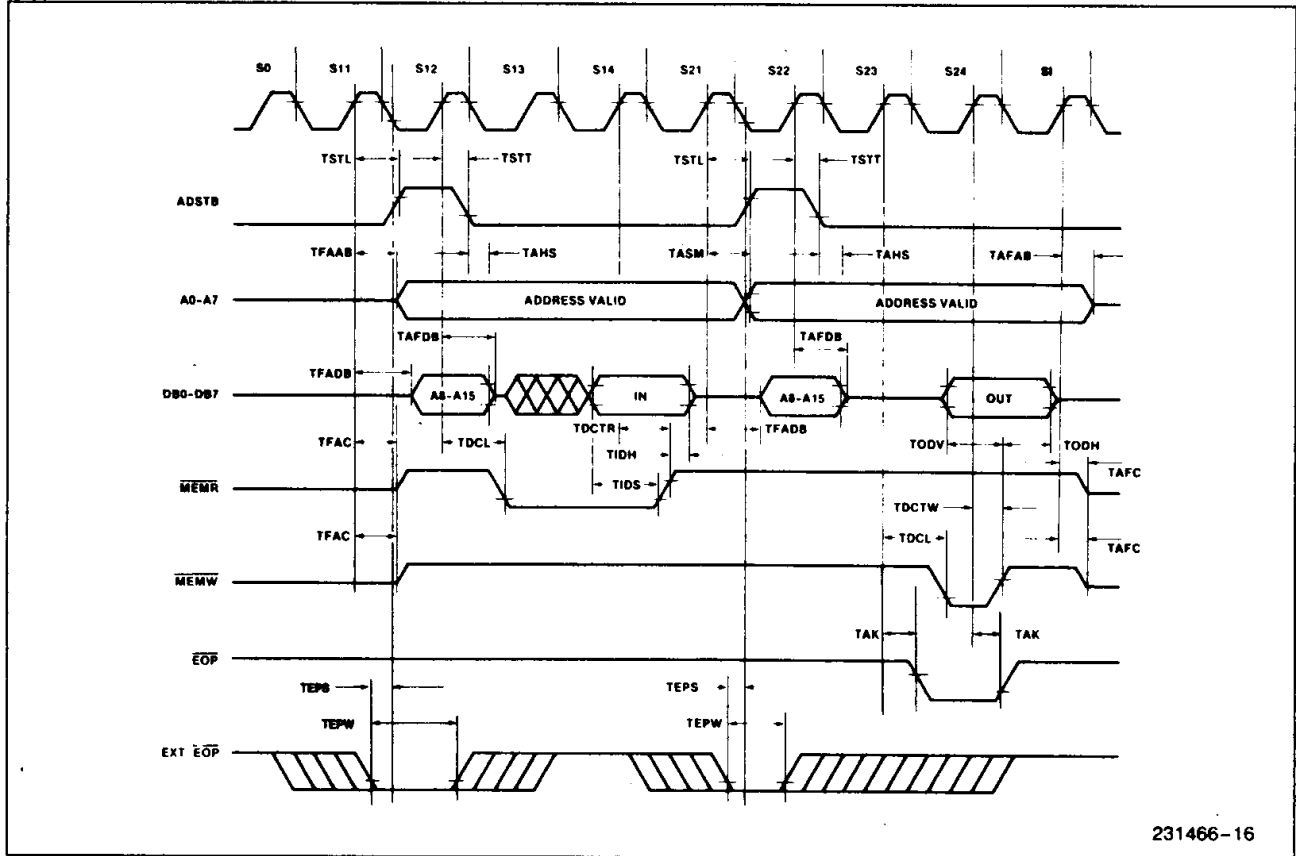 S0 S11 S12 S13 S14 S21 S22 S23 S24 SI
TSTL TSTT TSTL TSTT
ADSTB
TFAAB TAHS TASM TAHS TAFAB
A0-A7 ADDRESS VALID ADDRESS VALID
TAFDB TAFDB
TFADB
DB0-DB7 A8-A15 IN A8-A15 OUT
TDCTR TFADB
TFAC TDCL TIDH TODV TODH
TAFC
MEMR TIDS
TDCTW
TFAC TDCL
TAFC
MEMW
TAK TAK
EOP
TEPS TEPS
TEPW TEPW
EXT EOP
231466-16